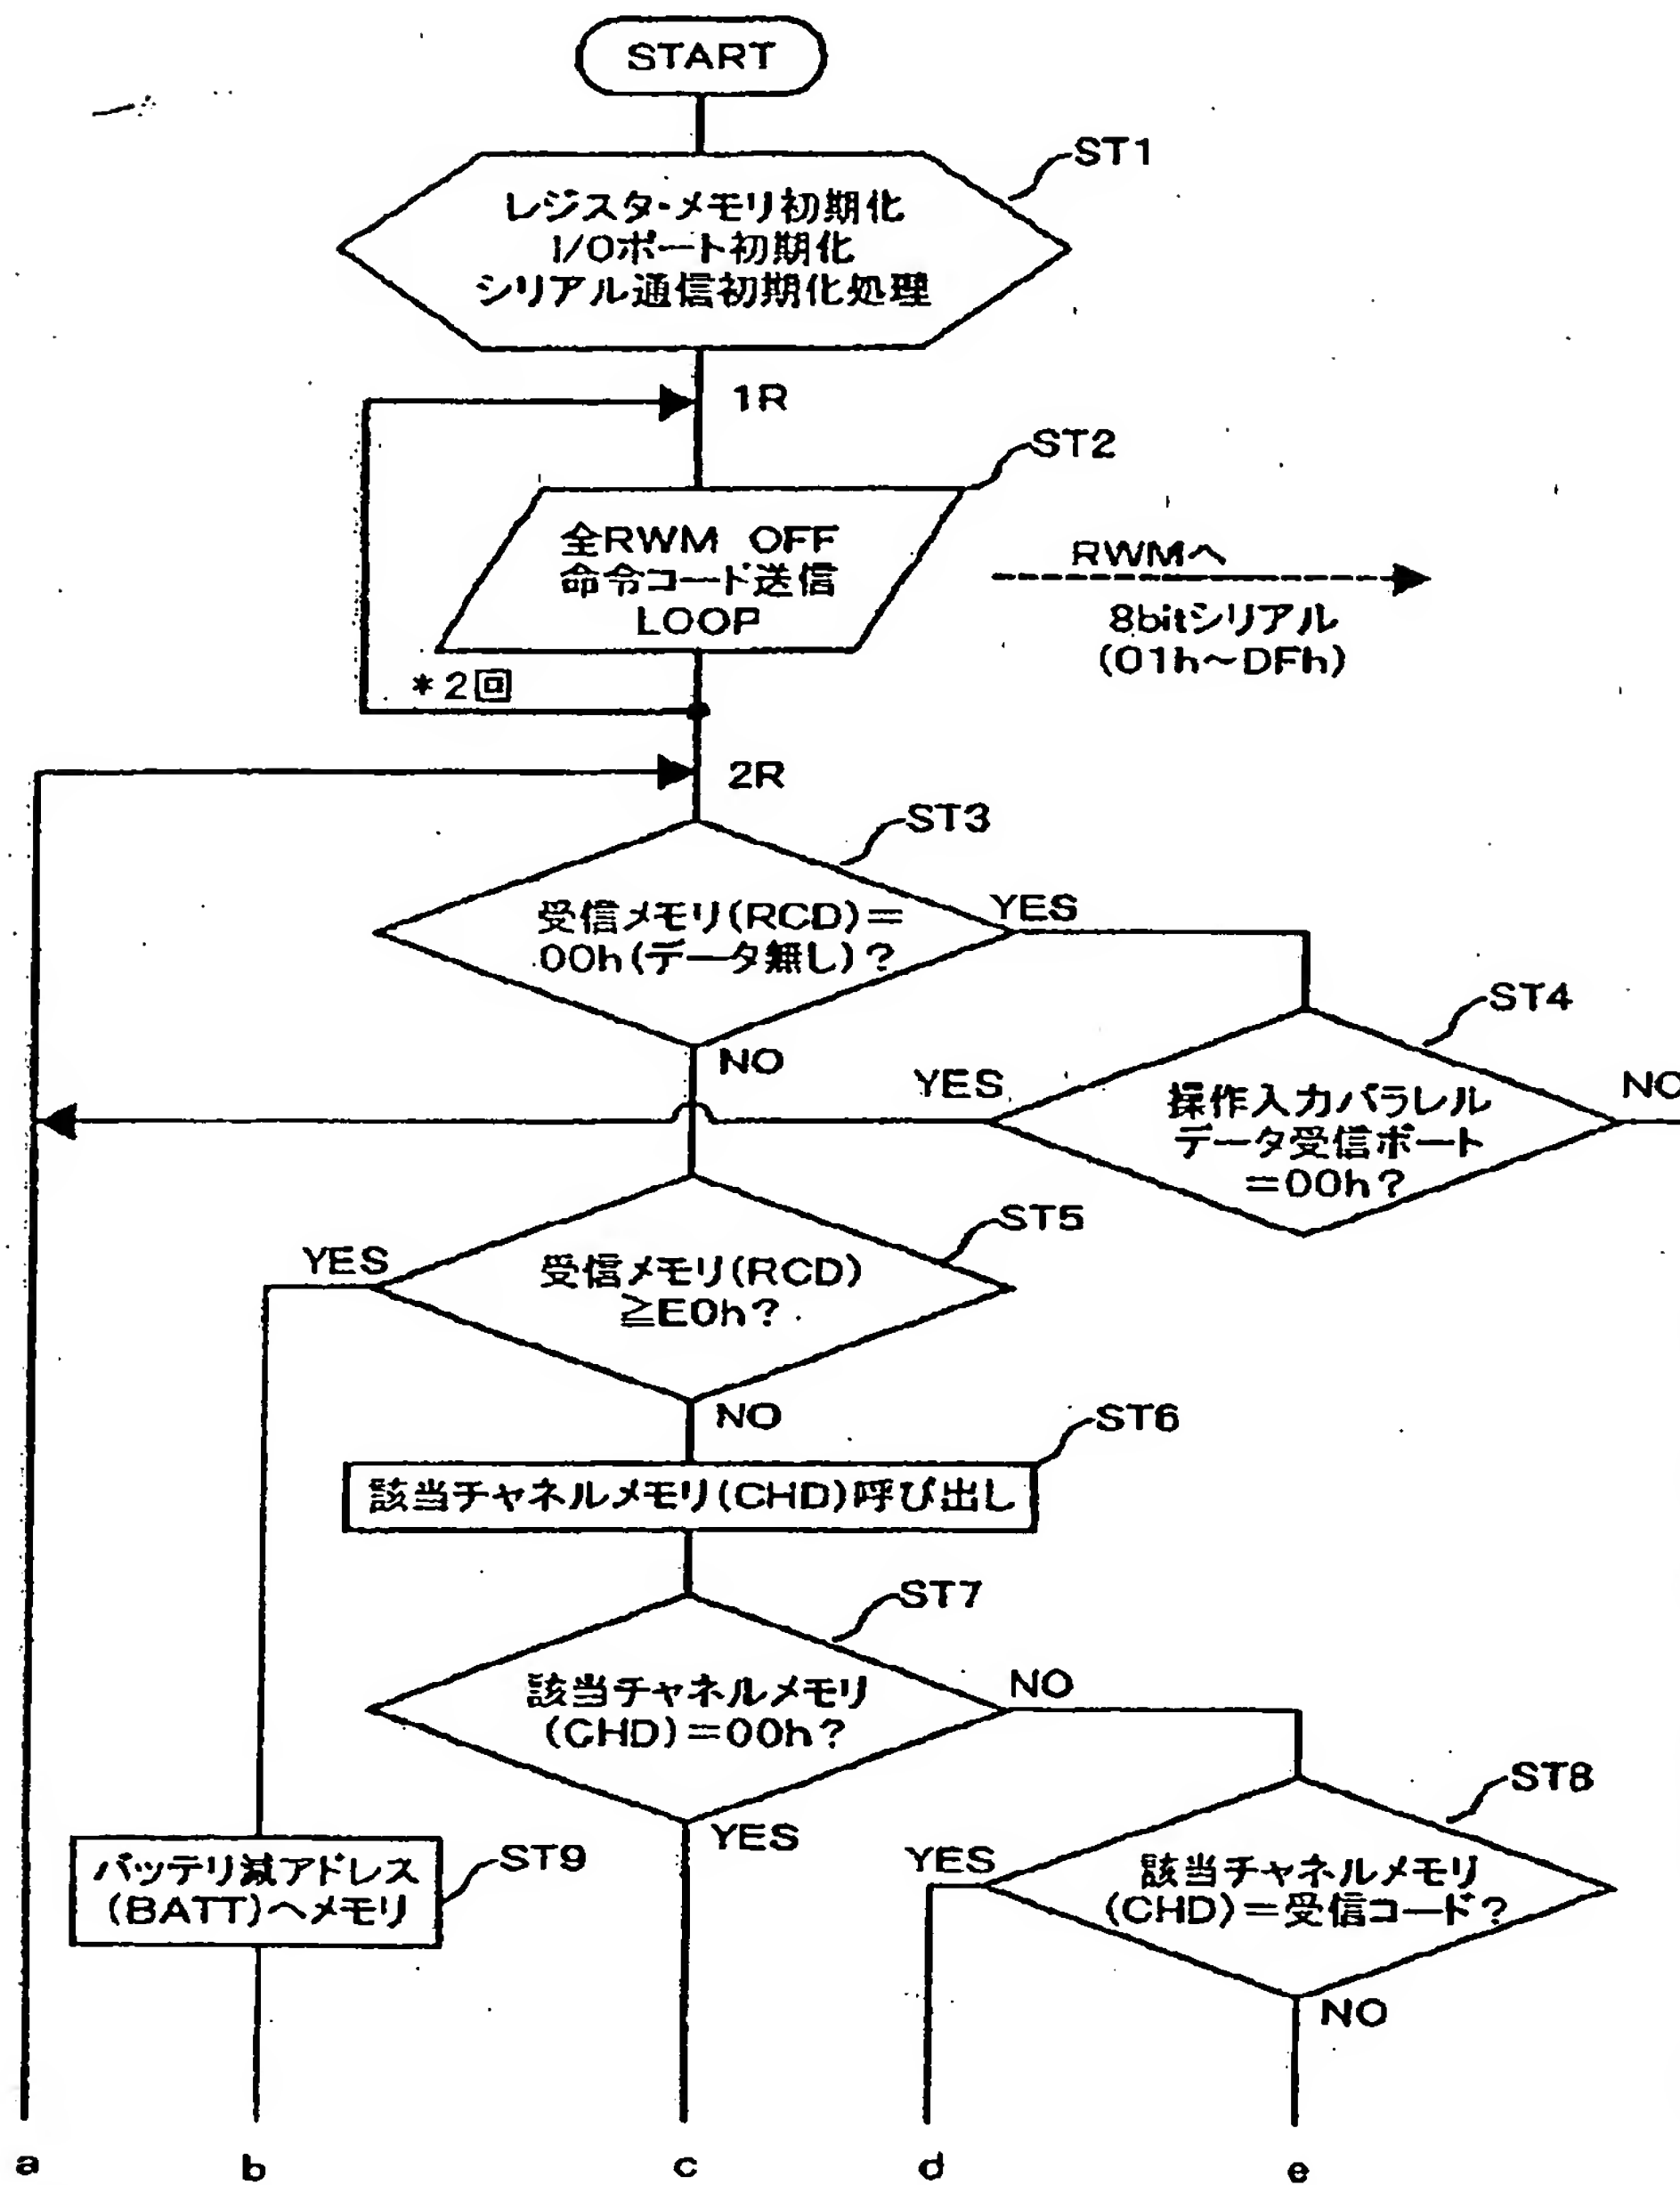 START
ST1
レジスタ・メモリ初期化
I/Oポート初期化
シリアル通信初期化処理
1R
ST2
全RWM OFF
命令コード送信
LOOP
RWMへ
8bitシリアル
(01h～DFh)
*2回
2R
ST3
受信メモリ(RCD)=
00h(データ無し)?
YES
NO
ST4
操作入力パラレル
データ受信ポート
=00h?
YES
NO
ST5
受信メモリ(RCD)
≧E0h?
YES
NO
ST6
該当チャネルメモリ(CHD)呼び出し
ST7
該当チャネルメモリ
(CHD)=00h?
NO
YES
ST8
該当チャネルメモリ
(CHD)=受信コード?
YES
NO
ST9
バッテリ減アドレス
(BATT)へメモリ
a
b
c
d
e